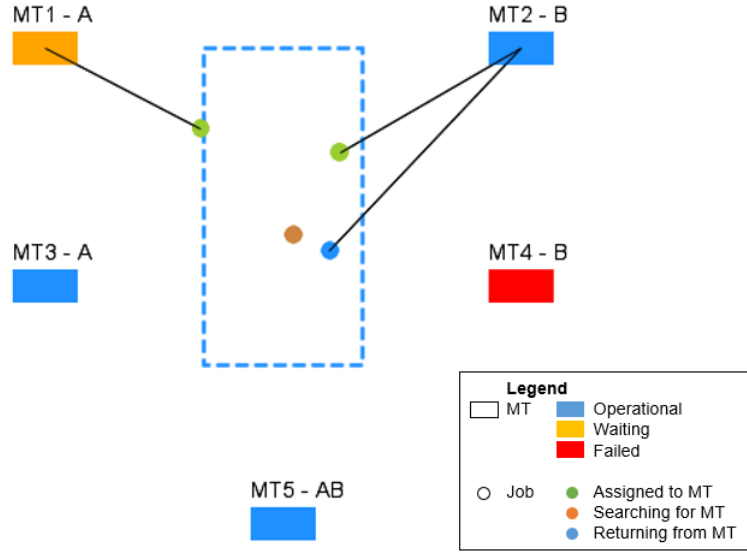 MT1 - A
MT2 - B
MT3 - A
MT4 - B
MT5 - AB
Legend
MT
Operational
Waiting
Failed
Job
Assigned to MT
Searching for MT
Returning from MT